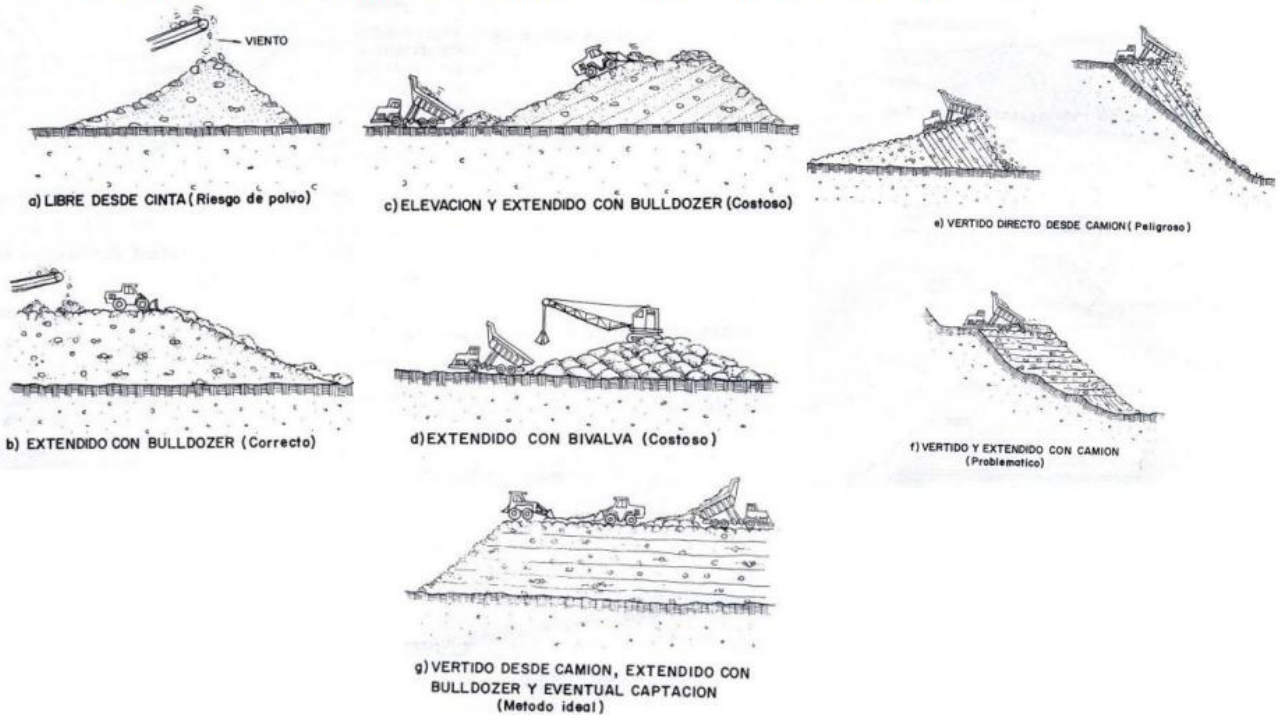 VIENTO
a) LIBRE DESDE CINTA (Riesgo de polvo)
c) ELEVACION Y EXTENDIDO CON BULLDOZER (Costoso)
e) VERTIDO DIRECTO DESDE CAMION (Peligroso)
b) EXTENDIDO CON BULLDOZER (Correcto)
d) EXTENDIDO CON BIVALVA (Costoso)
f) VERTIDO Y EXTENDIDO CON CAMION
(Problematico)
g) VERTIDO DESDE CAMION, EXTENDIDO CON
BULLDOZER Y EVENTUAL CAPTACION
(Metodo ideal)